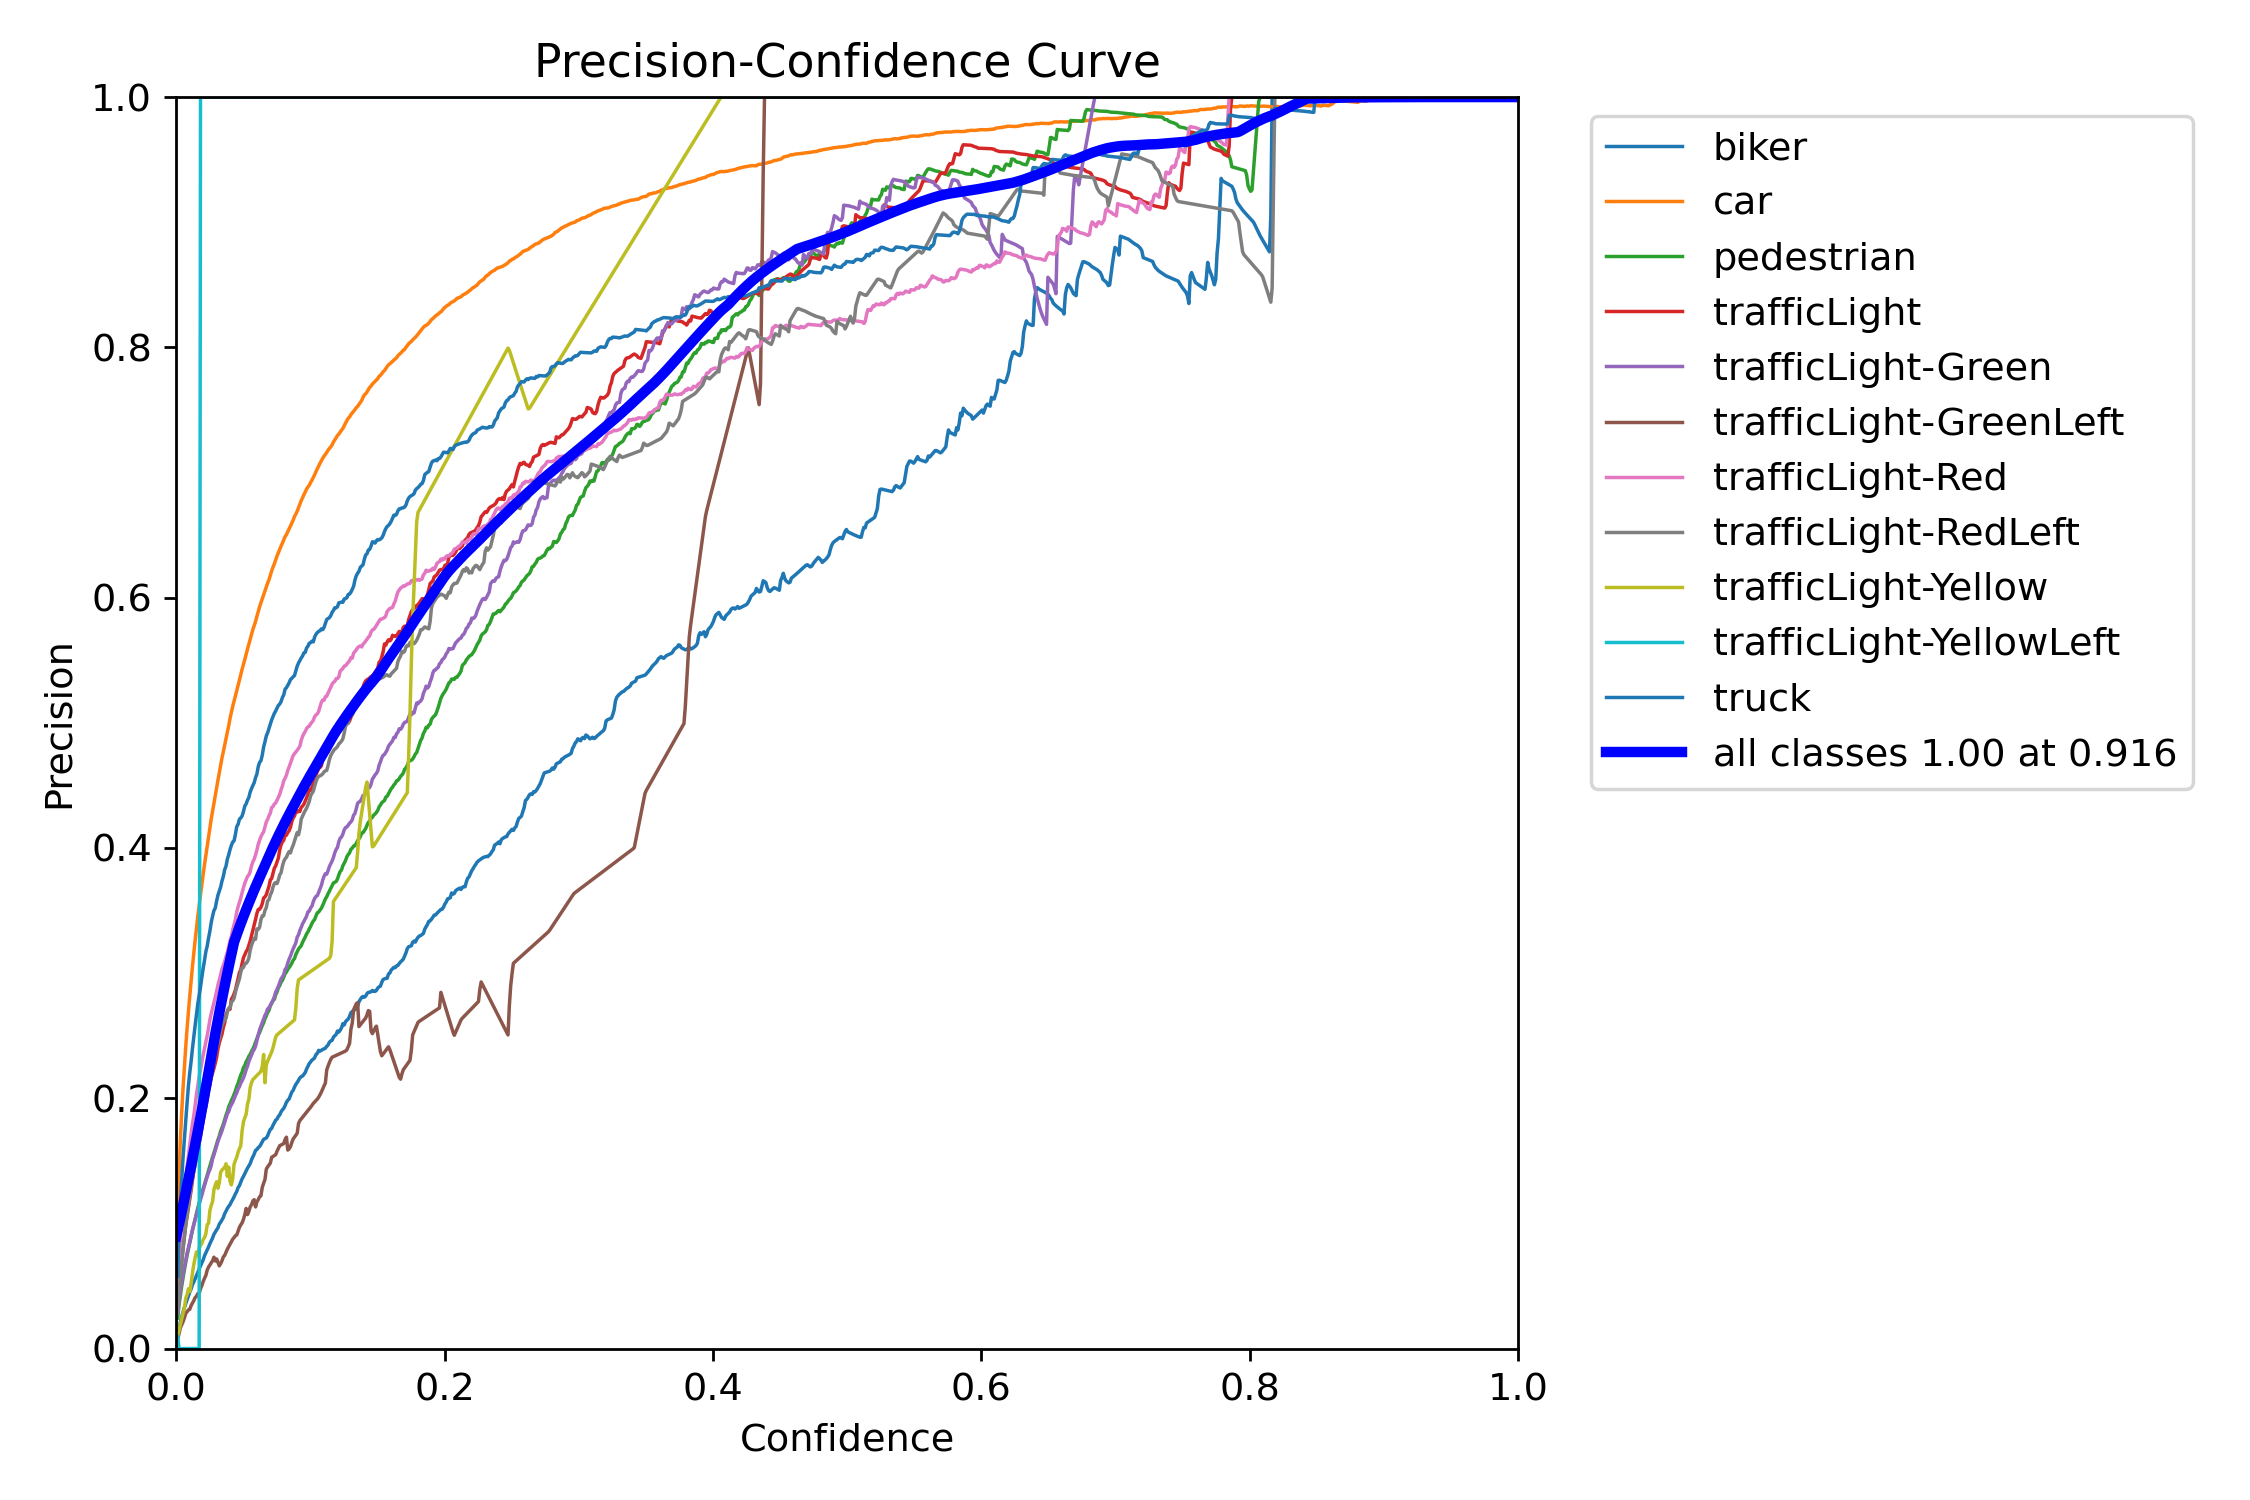 Precision-Confidence Curve
1.0
0.8
0.6
0.4
0.2
0.0
Precision
0.0 0.2 0.4 0.6 0.8 1.0
Confidence
biker
car
pedestrian
trafficLight
trafficLight-Green
trafficLight-GreenLeft
trafficLight-Red
trafficLight-RedLeft
trafficLight-Yellow
trafficLight-YellowLeft
truck
all classes 1.00 at 0.916